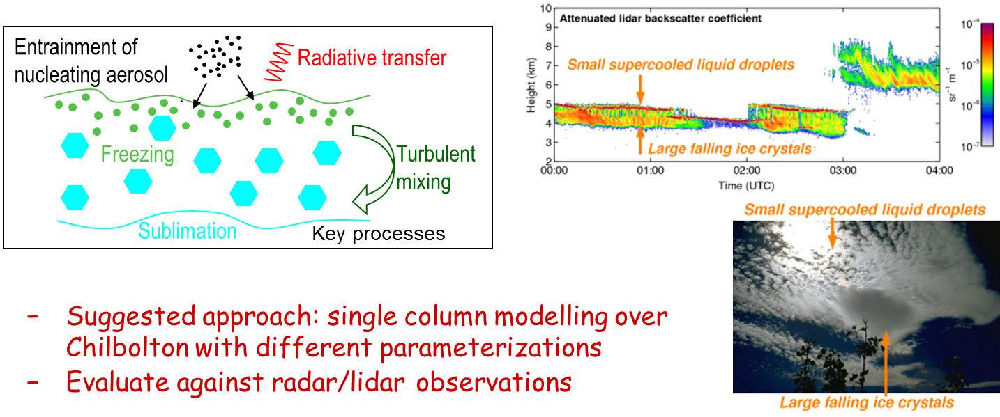 Entrainment of
nucleating aerosol
Radiative transfer
Freezing
Turbulent
mixing
Sublimation
Key processes
Attenuated lidar backscatter coefficient
Small supercooled liquid droplets
Large falling ice crystals
Height (km)
10
9
8
7
6
5
4
3
2
00:00 01:00 02:00 03:00 04:00
Time (UTC)
10⁻⁴
10⁻⁵
10⁻⁶
10⁻⁷
sr⁻¹ m⁻¹
Small supercooled liquid droplets
Large falling ice crystals
– Suggested approach: single column modelling over
Chilbolton with different parameterizations
– Evaluate against radar/lidar observations